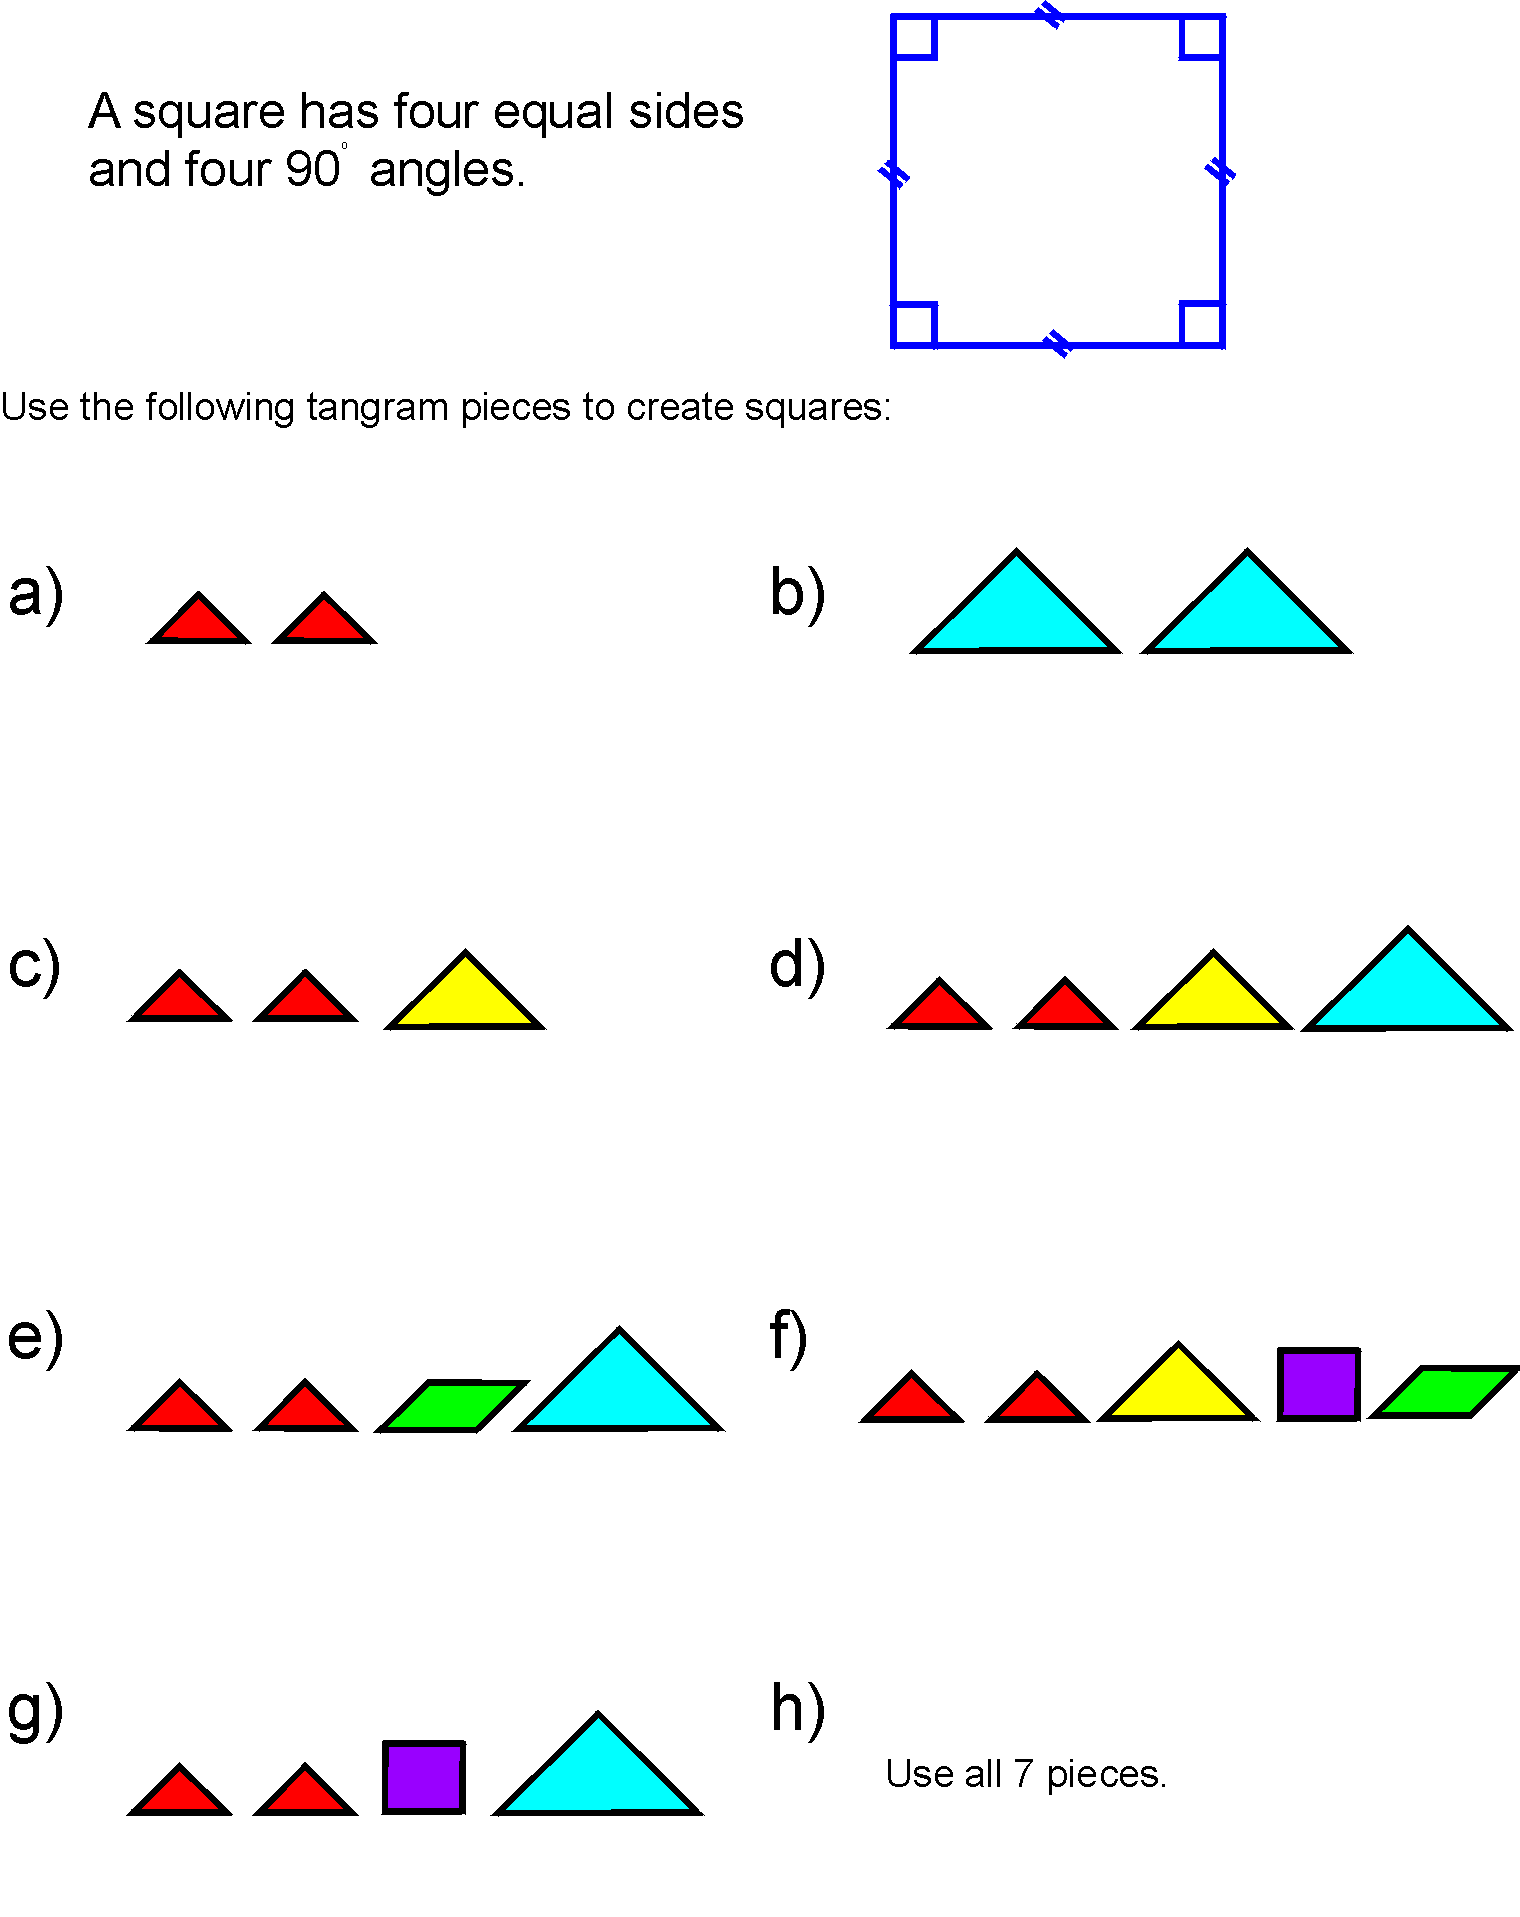 A square has four equal sides
and four 90° angles.
Use the following tangram pieces to create squares:
a)
b)
c)
d)
e)
f)
g)
h)
Use all 7 pieces.